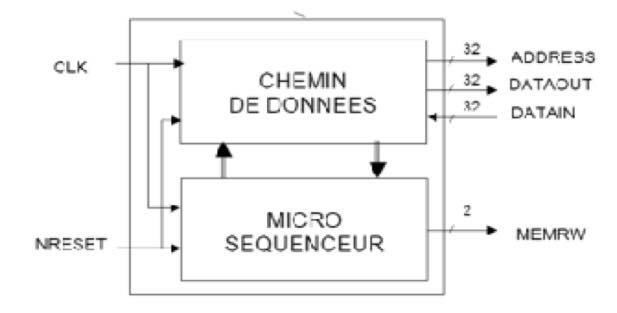 CLK
CHEMIN
DE DONNEES
32
ADDRESS
32
DATAOUT
32
DATAIN
MICRO
SEQUENCEUR
2
MEMRW
NRESET